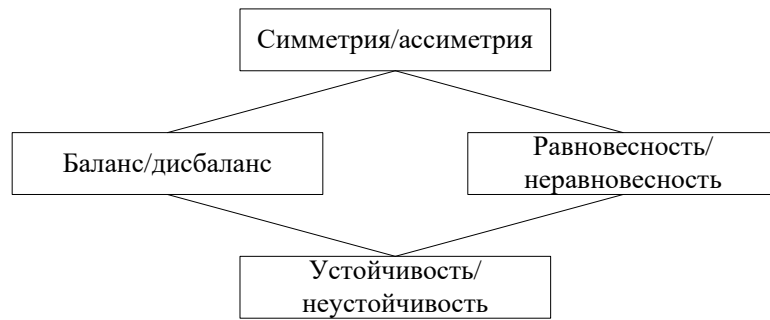 Симметрия/ассиметрия
Баланс/дисбаланс
Равновесность/
неравновесность
Устойчивость/
неустойчивость